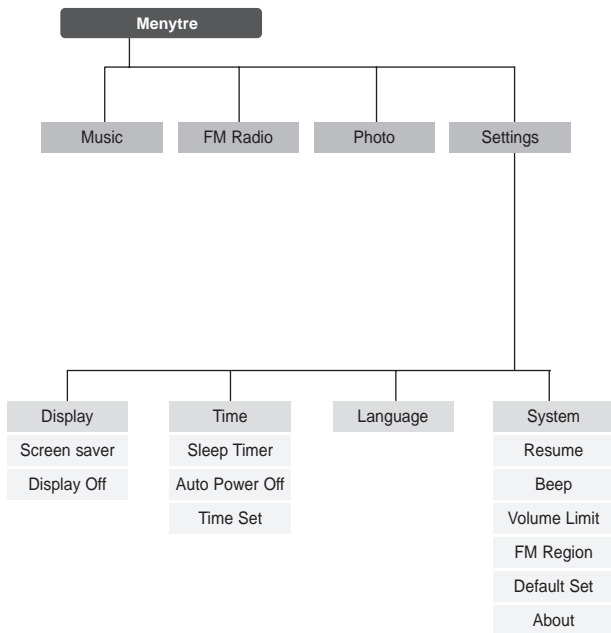 Menytre
Music
FM Radio
Photo
Settings
Display
Screen saver
Display Off
Time
Sleep Timer
Auto Power Off
Time Set
Language
System
Resume
Beep
Volume Limit
FM Region
Default Set
About